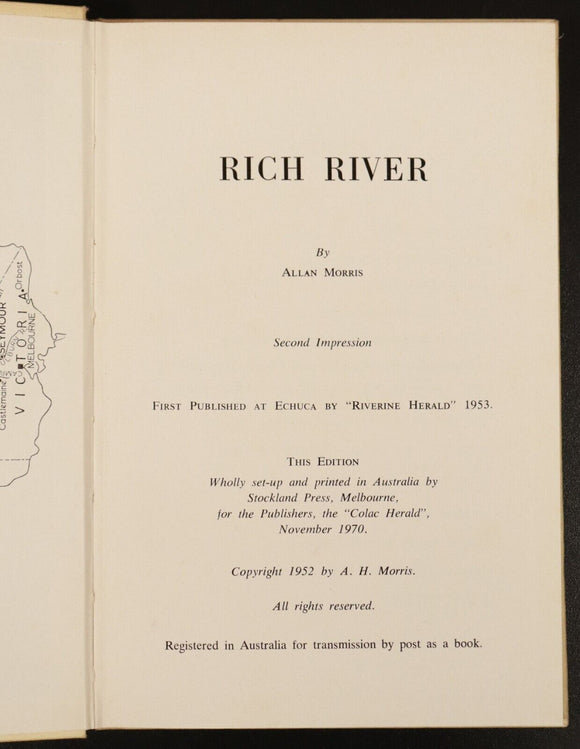 RICH RIVER
By
ALLAN MORRIS
Second Impression
FIRST PUBLISHED AT ECHUCA BY "RIVERINE HERALD" 1953.
THIS EDITION
Wholly set-up and printed in Australia by
Stockland Press, Melbourne,
for the Publishers, the "Colac Herald",
November 1970.
Copyright 1952 by A. H. Morris.
All rights reserved.
Registered in Australia for transmission by post as a book.
Castlemaine
VICTORIA
SEYMOUR
MELBOURNE
Orbost